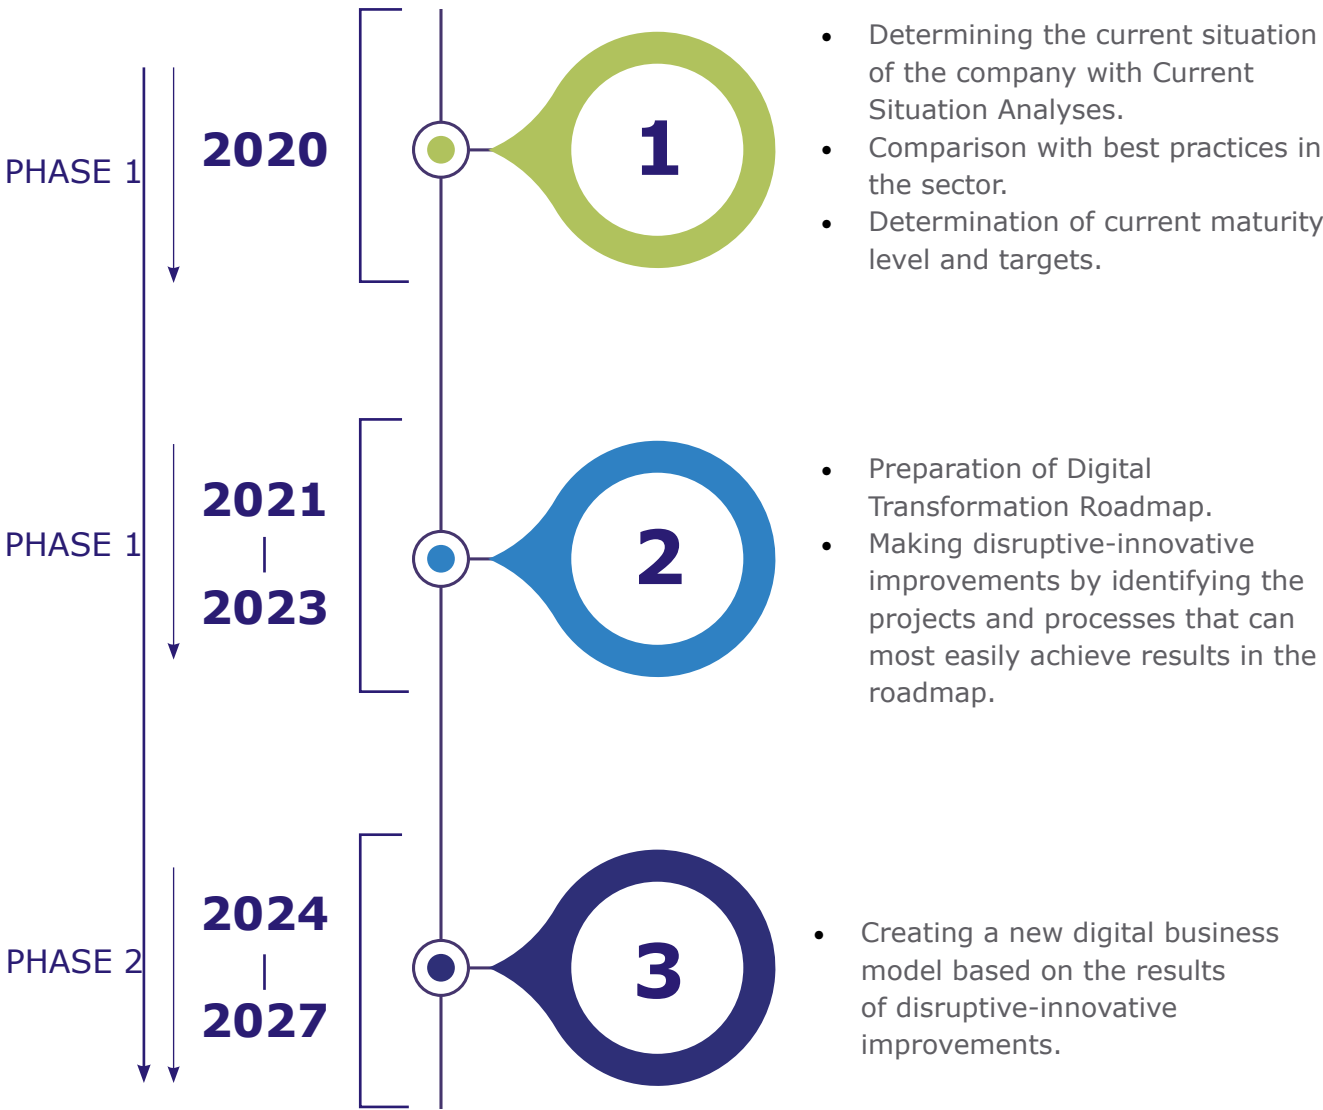 PHASE 1
2020
1
• Determining the current situation
of the company with Current
Situation Analyses.
• Comparison with best practices in
the sector.
• Determination of current maturity
level and targets.
PHASE 1
2021
|
2023
2
• Preparation of Digital
Transformation Roadmap.
• Making disruptive-innovative
improvements by identifying the
projects and processes that can
most easily achieve results in the
roadmap.
PHASE 2
2024
|
2027
3
• Creating a new digital business
model based on the results
of disruptive-innovative
improvements.